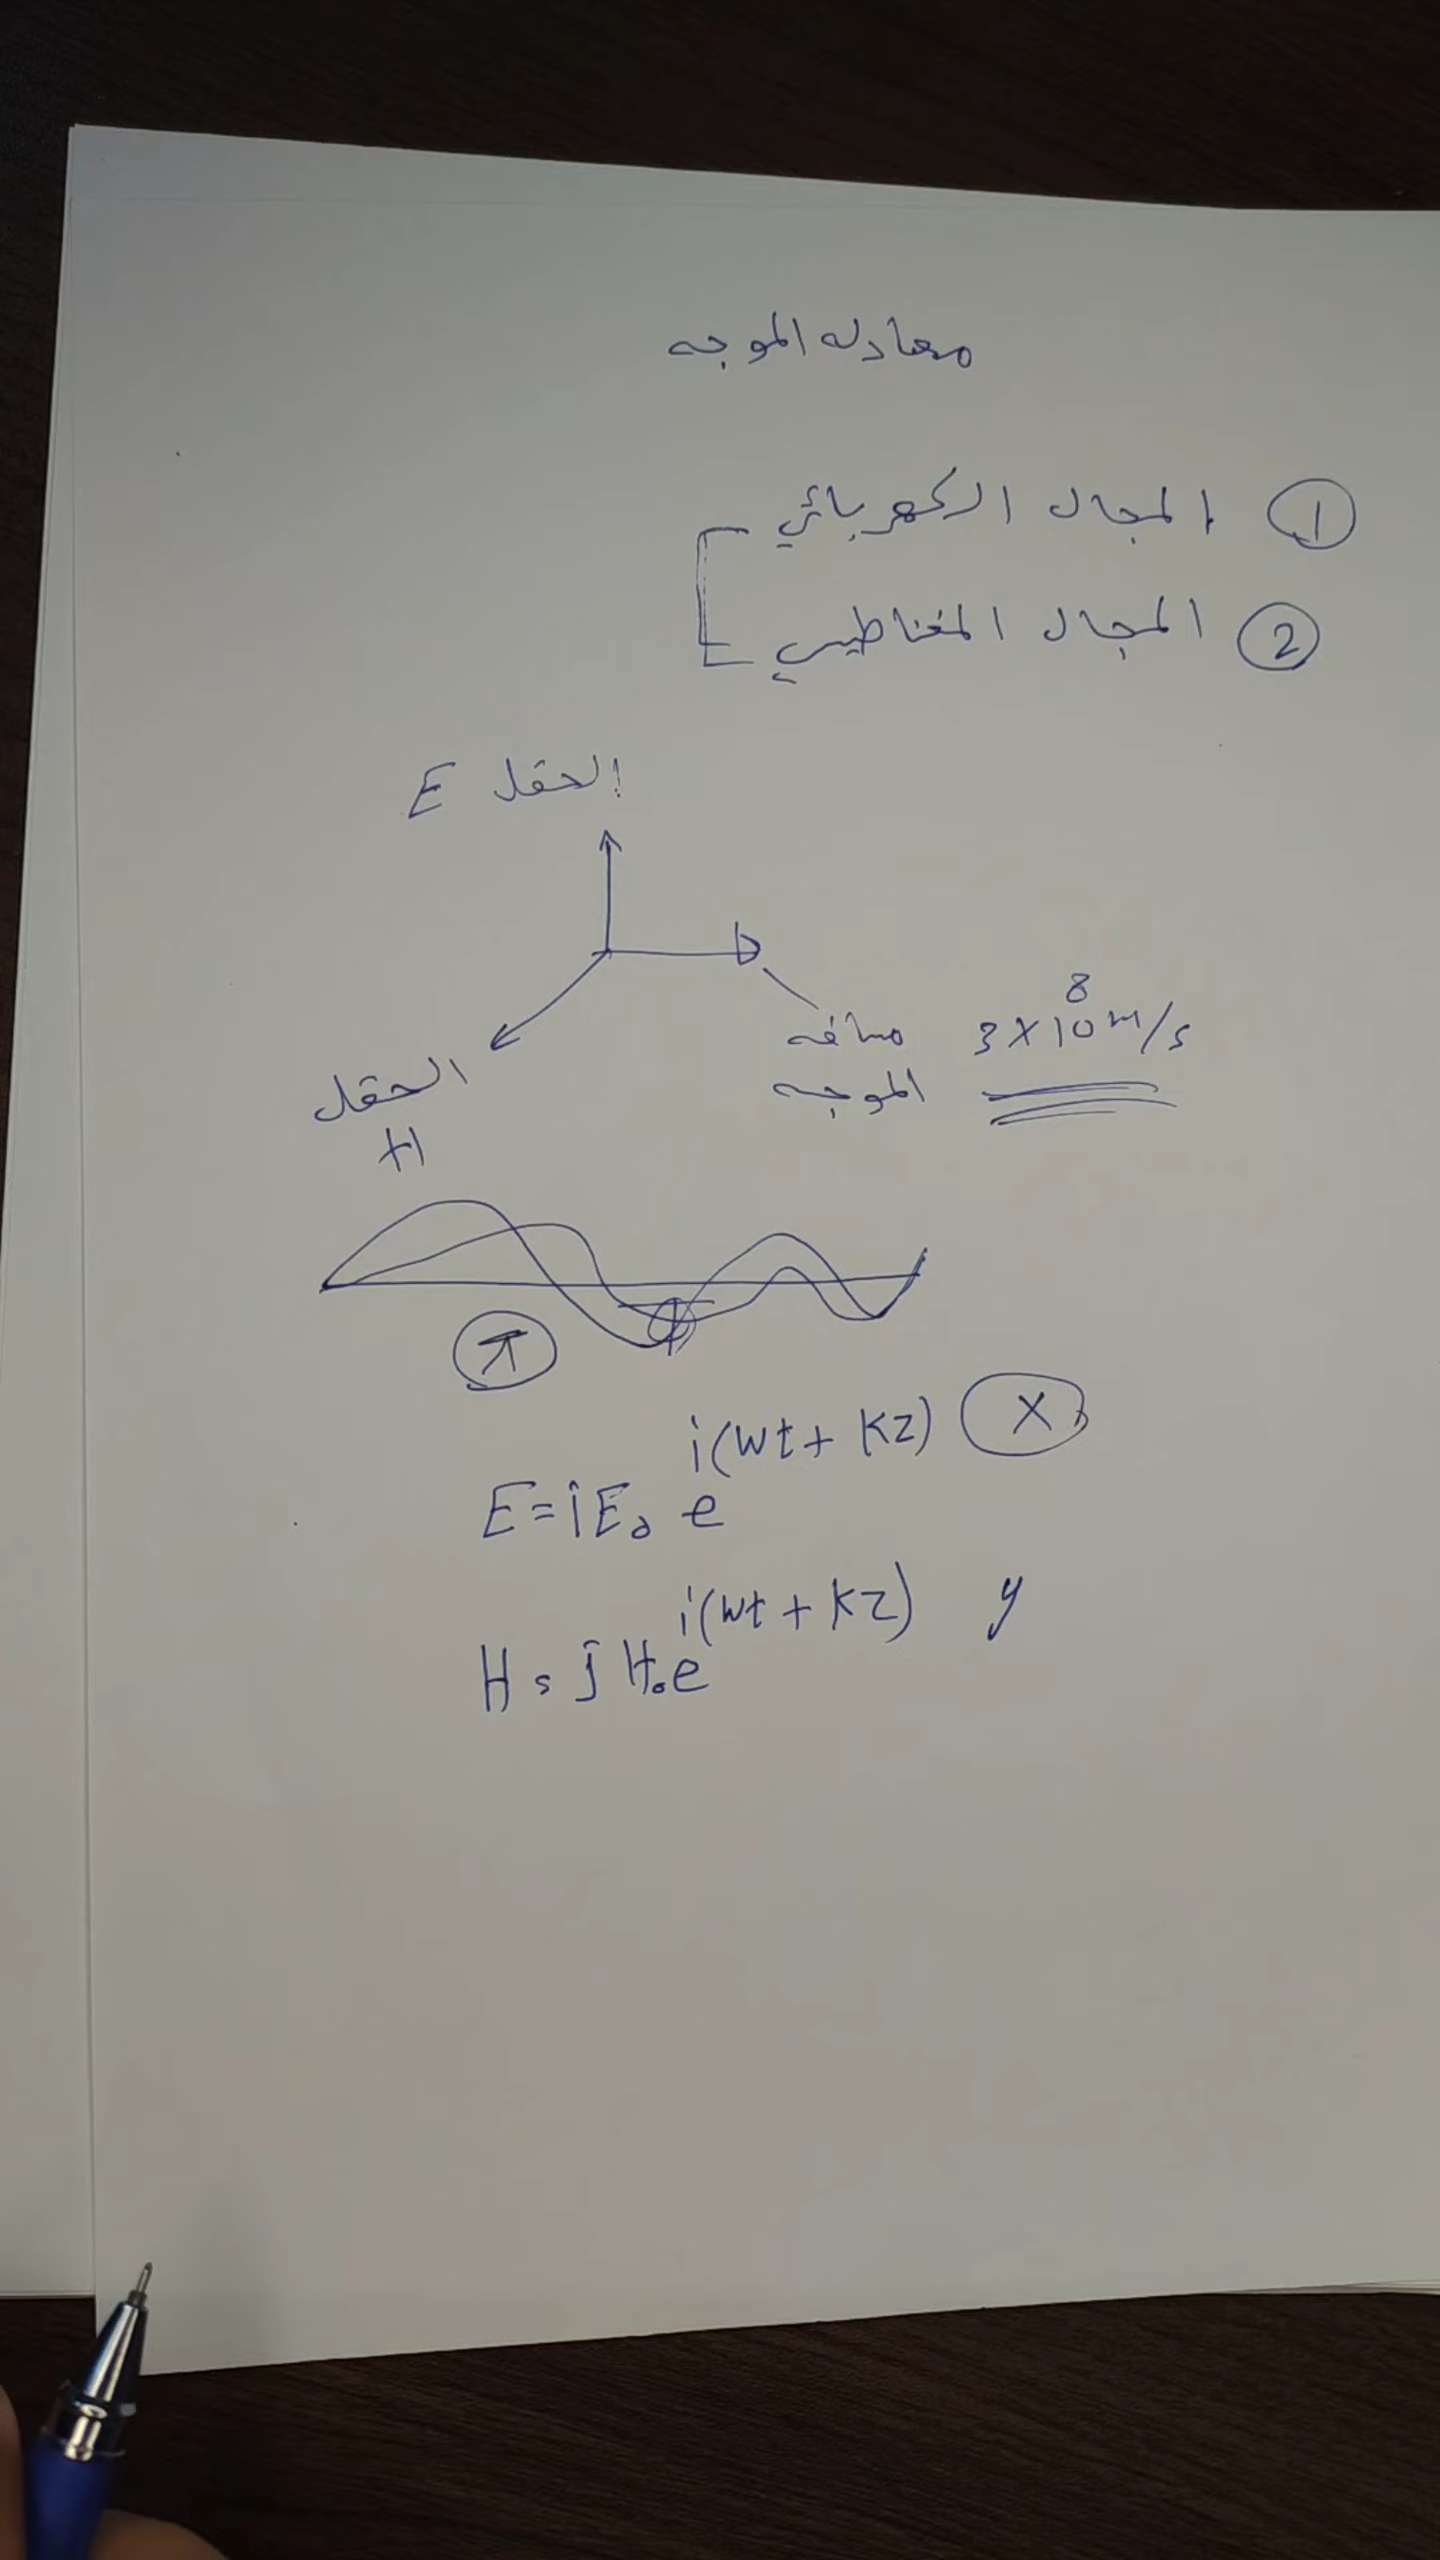 معادله الموجه
① المجال الكهربائي
② المجال المغناطيسي
الحقل E
مسافه الموجه
3 X 10⁸ m/s
الحقل
H
π
E = i E₀ e^i(wt + kz) X
H = j H₀ e^i(wt + kz) y